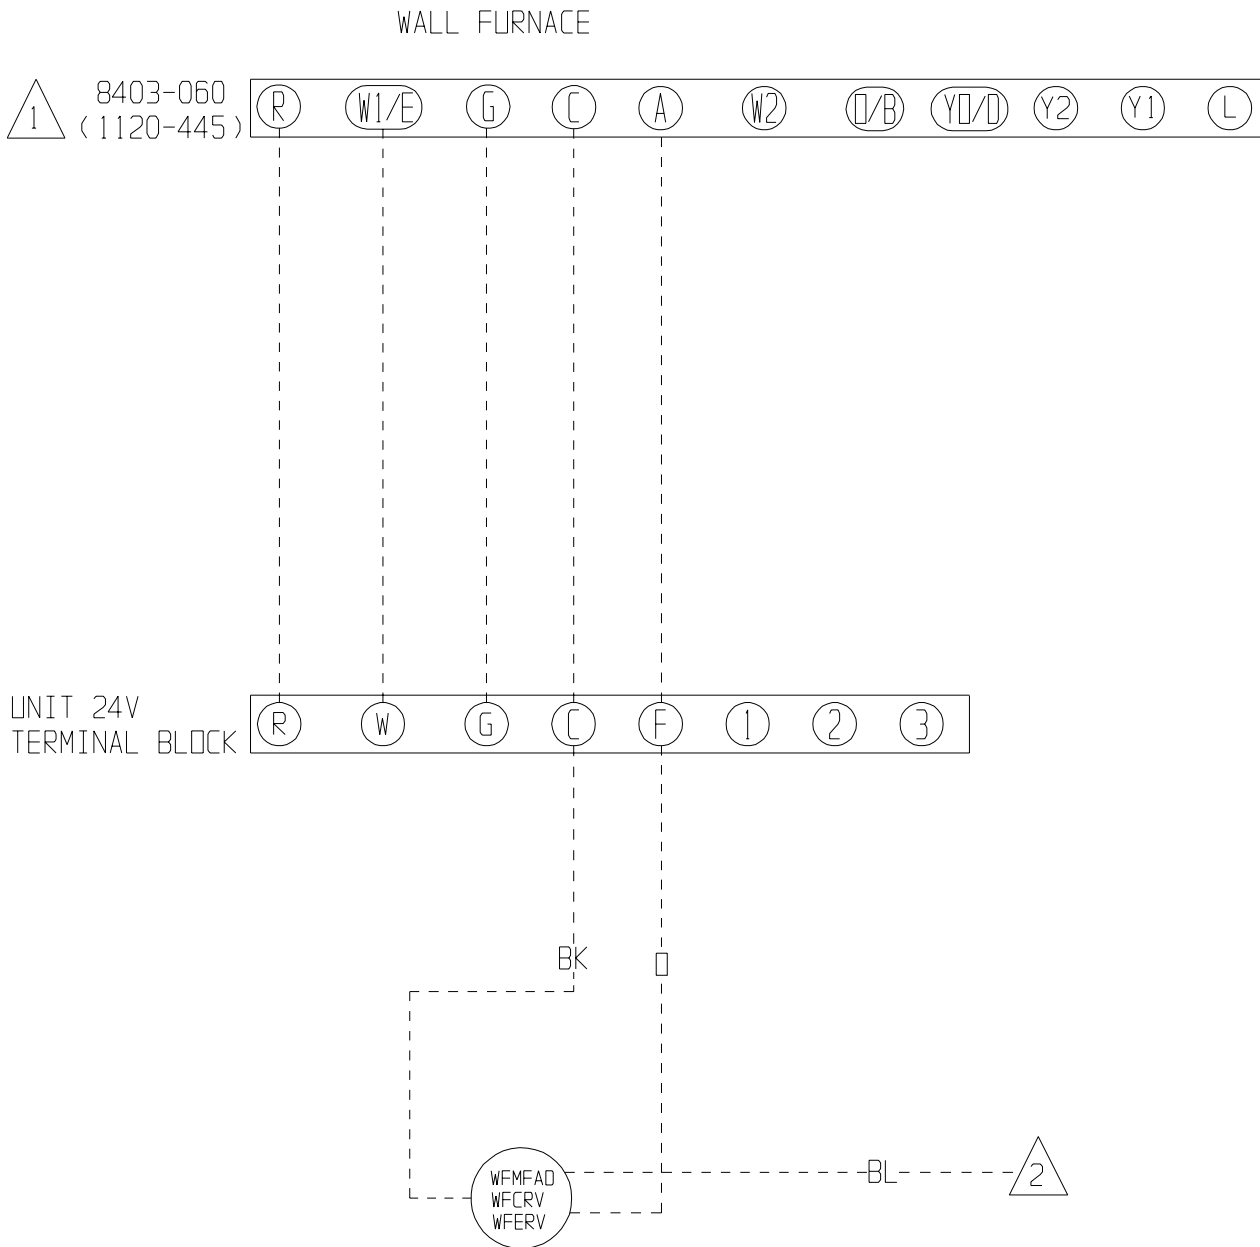 WALL FURNACE
1 8403-060 R W1/E G C A W2 O/B YO/D Y2 Y1 L
(1120-445)
UNIT 24V
TERMINAL BLOCK R W G C F 1 2 3
BK O
WFMFAD
WFCRV
WFERV
BL 2